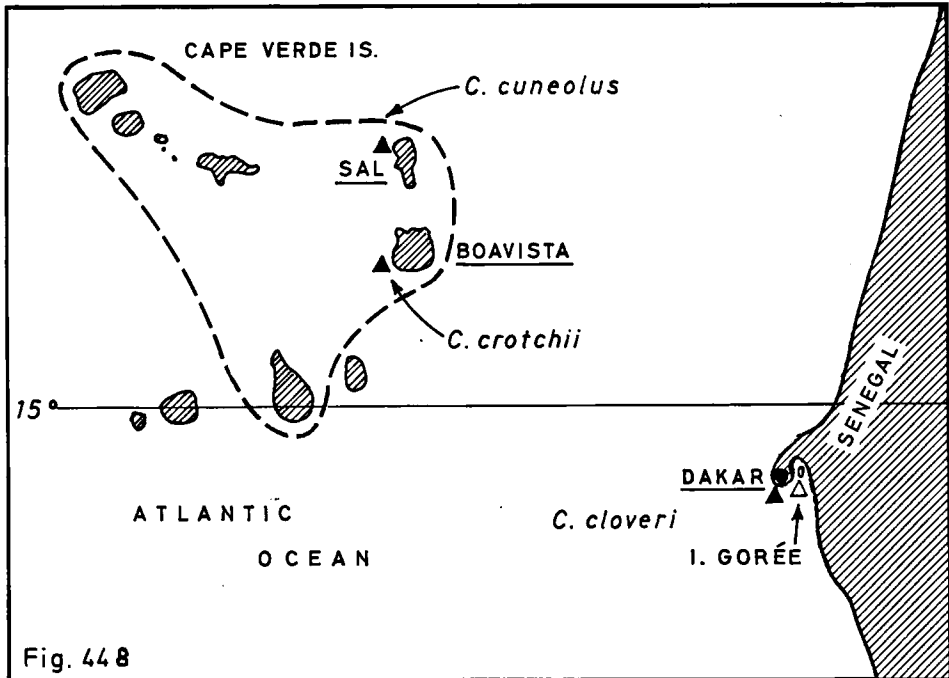 CAPE VERDE IS.
C. cuneolus
SAL
BOAVISTA
C. crotchii
15°
SENEGAL
DAKAR
C. cloveri
ATLANTIC
OCEAN
I. GORÉE
Fig. 448